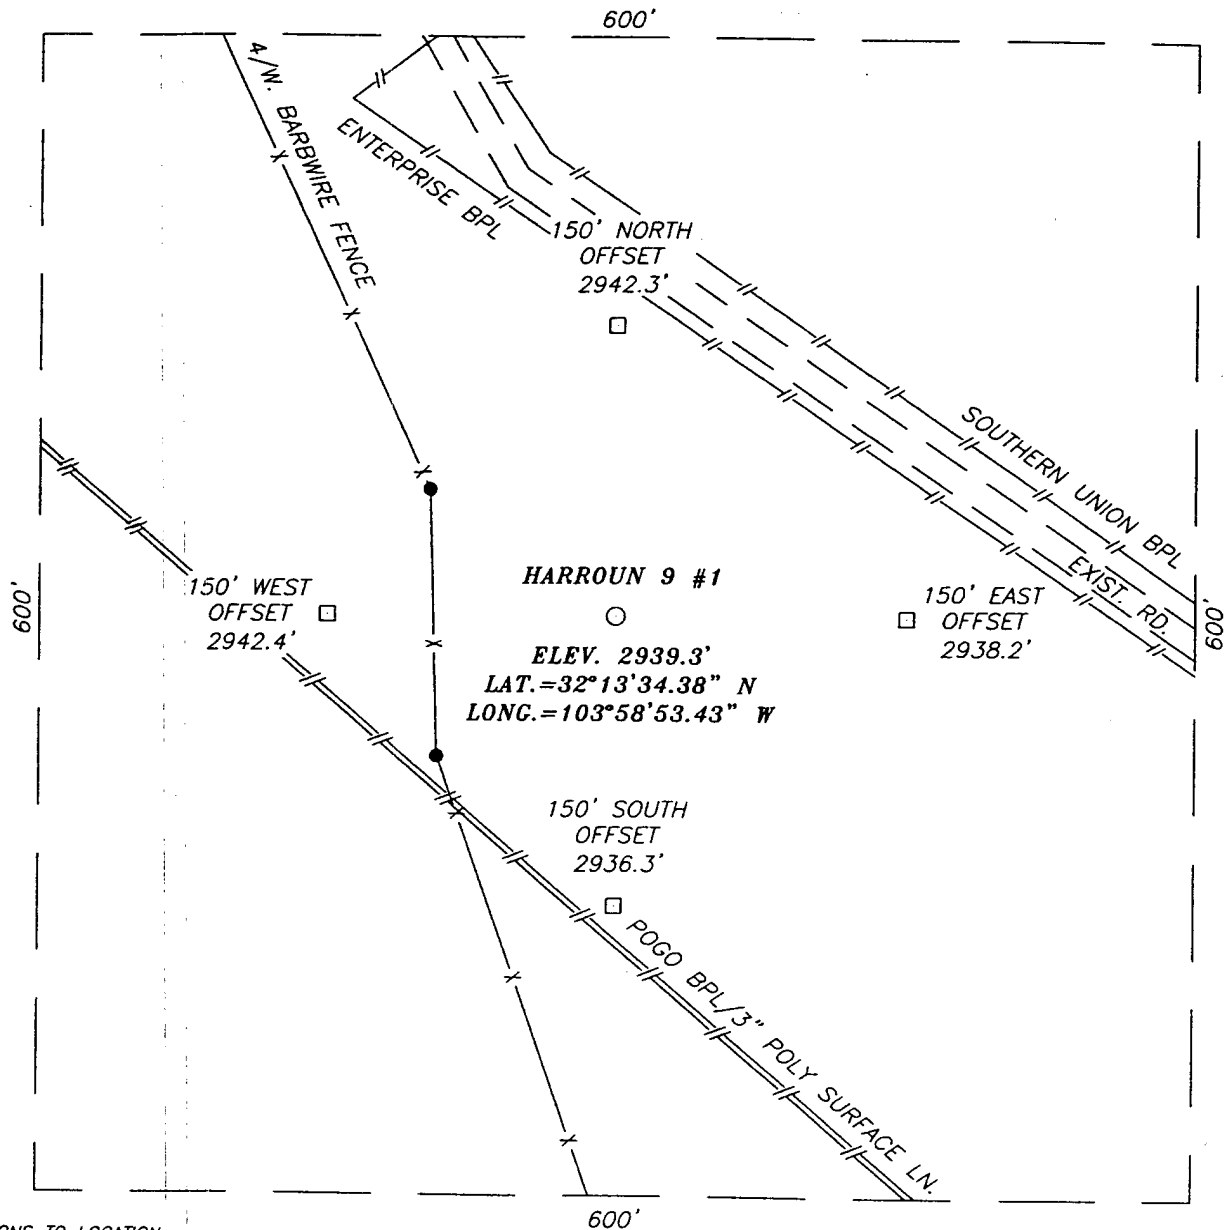 600'
4/W. BARBWIRE FENCE
ENTERPRISE BPL
150' NORTH
OFFSET
2942.3'
SOUTHERN UNION BPL
EXIST. RD.
600'
150' WEST
OFFSET
2942.4'
HARROUN 9 #1
ELEV. 2939.3'
LAT.=32°13'34.38" N
LONG.=103°58'53.43" W
150' EAST
OFFSET
2938.2'
600'
150' SOUTH
OFFSET
2936.3'
POGO BPL/3" POLY SURFACE LN.
600'
TO LOCATION